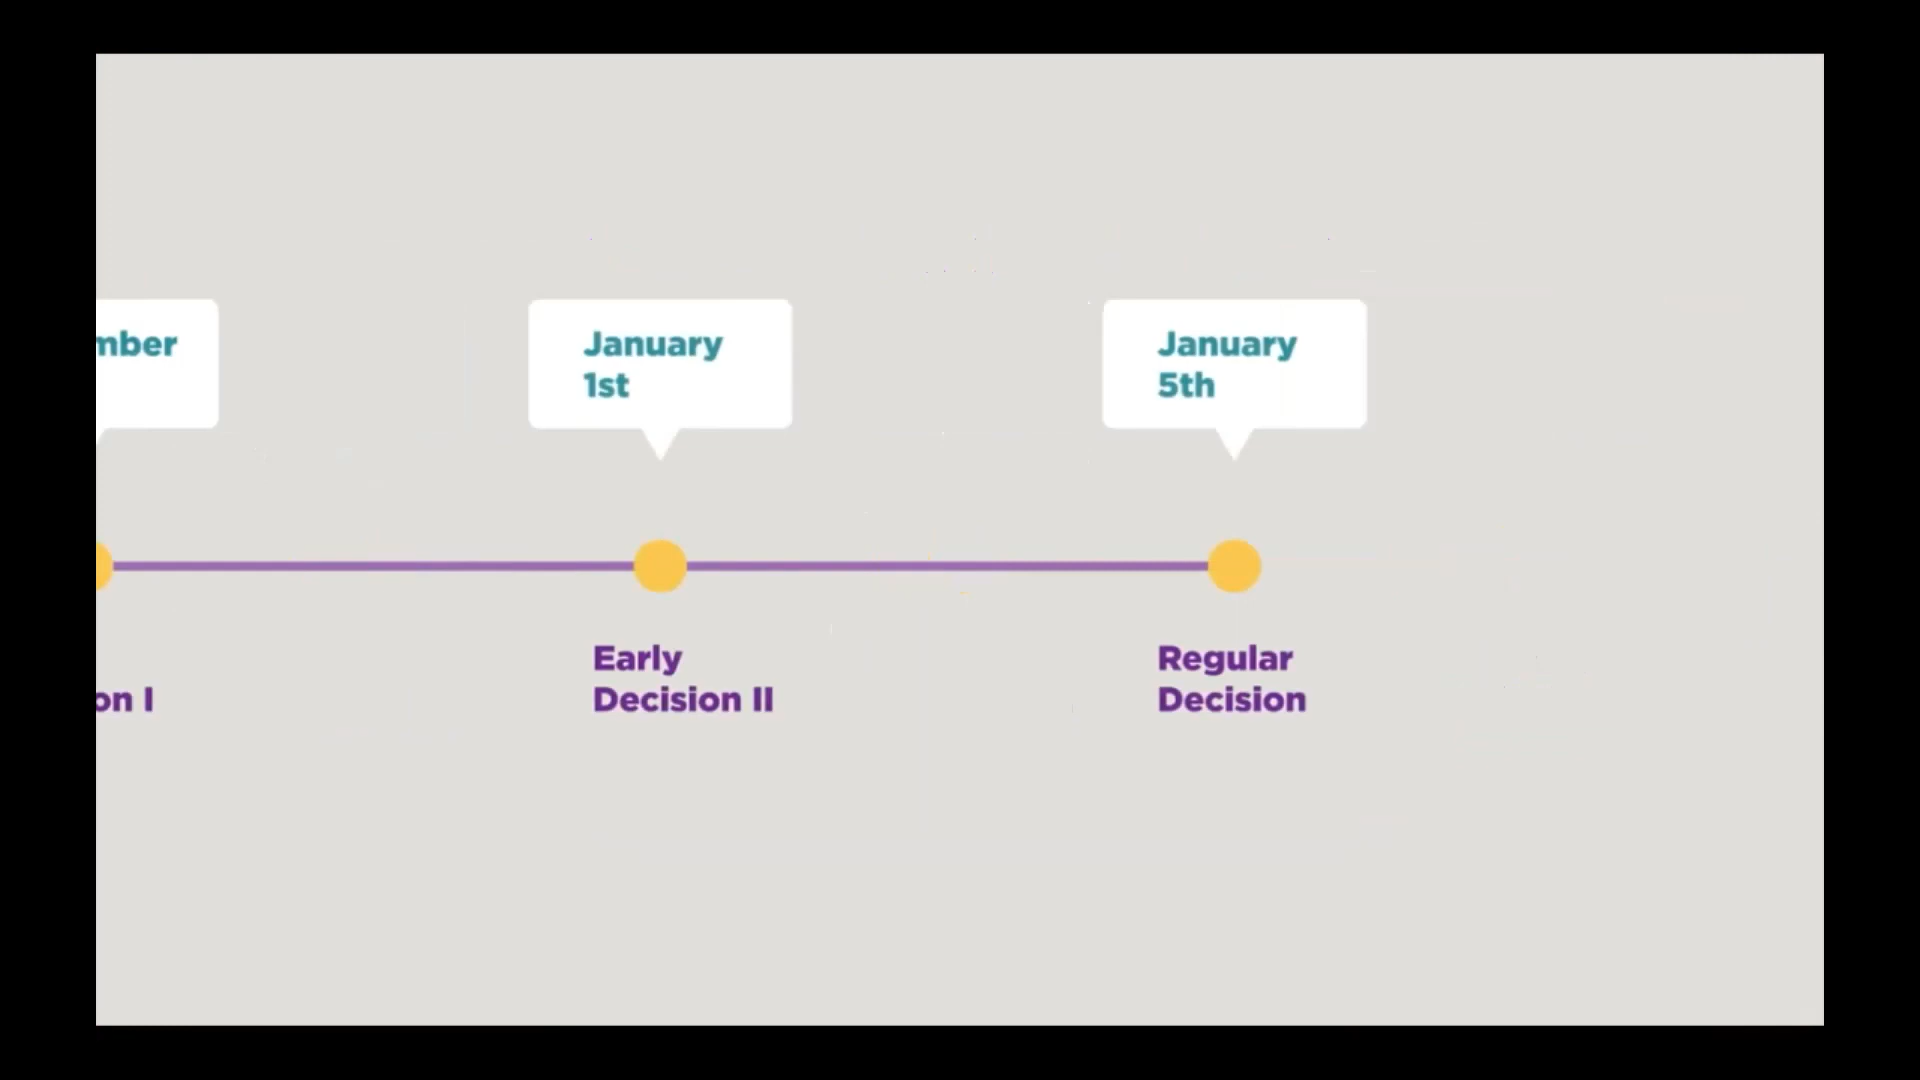 mber
January
1st
January
5th
on I
Early
Decision II
Regular
Decision